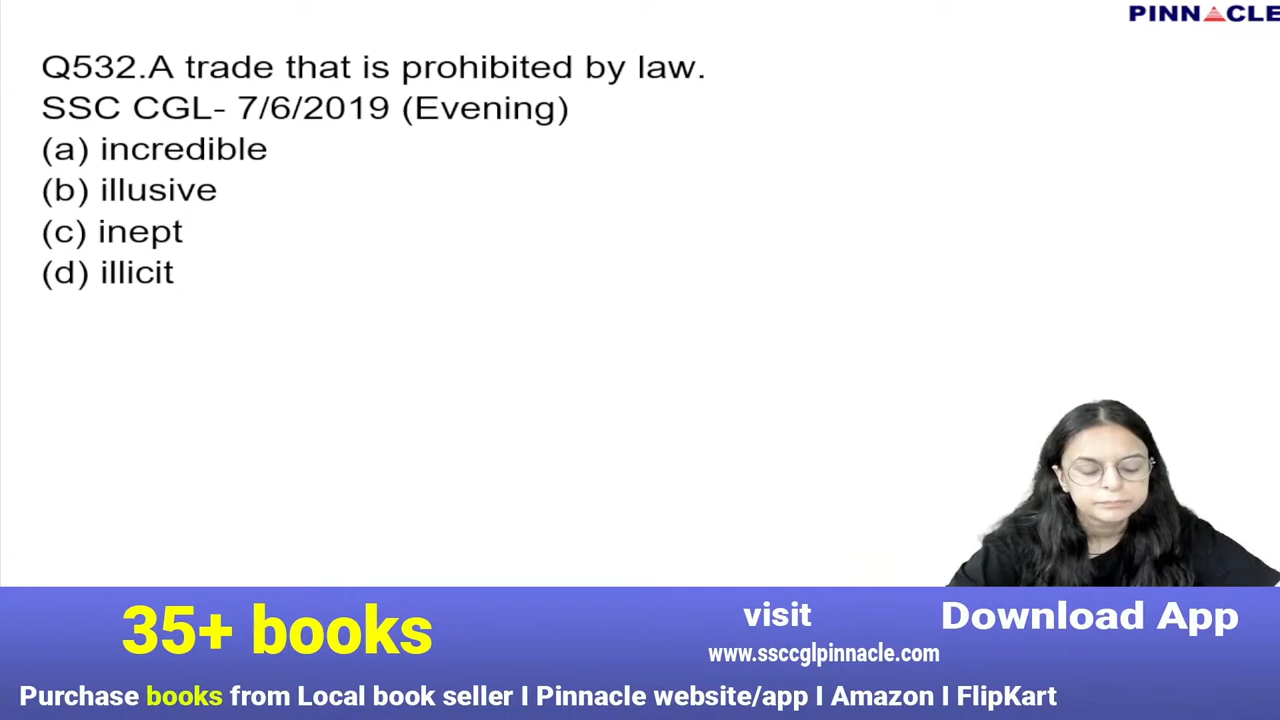 PINNACLE
Q532.A trade that is prohibited by law.
SSC CGL- 7/6/2019 (Evening)
(a) incredible
(b) illusive
(c) inept
(d) illicit
35+ books
visit
www.ssccglpinnacle.com
Download App
Purchase books from Local book seller l Pinnacle website/app l Amazon l FlipKart